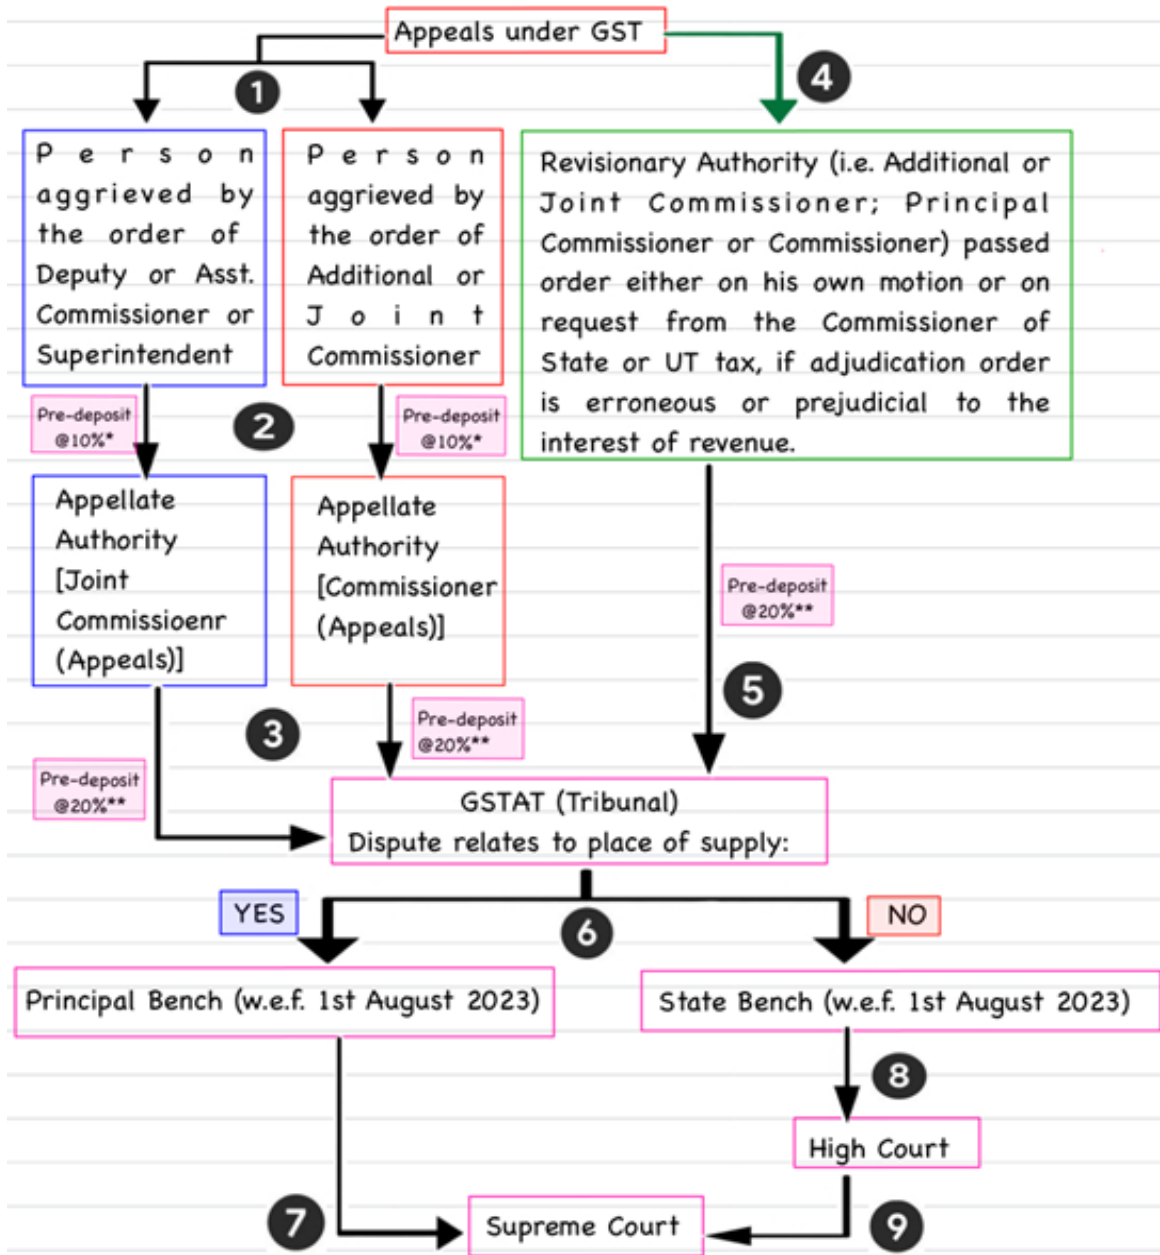 Appeals under GST
1
4
Person
aggrieved by
the order of
Deputy or Asst.
Commissioner or
Superintendent
Person
aggrieved by
the order of
Additional or
Joint
Commissioner
Revisionary Authority (i.e. Additional or
Joint Commissioner; Principal
Commissioner or Commissioner) passed
order either on his own motion or on
request from the Commissioner of
State or UT tax, if adjudication order
is erroneous or prejudicial to the
interest of revenue.
Pre-deposit
@10%*
2
Pre-deposit
@10%*
Appellate
Authority
[Joint
Commissioenr
(Appeals)]
Appellate
Authority
[Commissioner
(Appeals)]
Pre-deposit
@20%**
5
3
Pre-deposit
@20%**
Pre-deposit
@20%**
GSTAT (Tribunal)
Dispute relates to place of supply:
YES
6
NO
Principal Bench (w.e.f. 1st August 2023)
State Bench (w.e.f. 1st August 2023)
8
High Court
7
Supreme Court
9